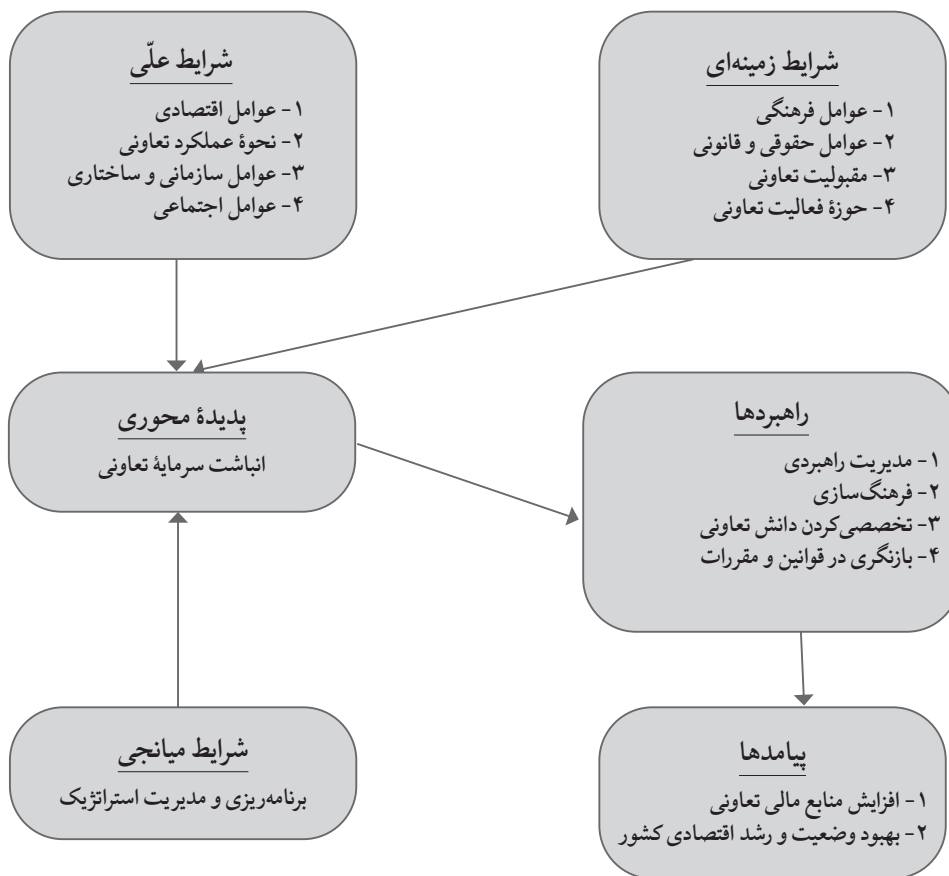 شرایط زمینه‌ای
۱- عوامل فرهنگی
۲- عوامل حقوقی و قانونی
۳- مقبولیت تعاونی
۴- حوزهٔ فعالیت تعاونی
شرایط علّی
۱- عوامل اقتصادی
۲- نحوهٔ عملکرد تعاونی
۳- عوامل سازمانی و ساختاری
۴- عوامل اجتماعی
پدیدهٔ محوری
انباشت سرمایهٔ تعاونی
راهبردها
۱- مدیریت راهبردی
۲- فرهنگ‌سازی
۳- تخصصی‌کردن دانش تعاونی
۴- بازنگری در قوانین و مقررات
شرایط میانجی
برنامه‌ریزی و مدیریت استراتژیک
پیامدها
۱- افزایش منابع مالی تعاونی
۲- بهبود وضعیت و رشد اقتصادی کشور